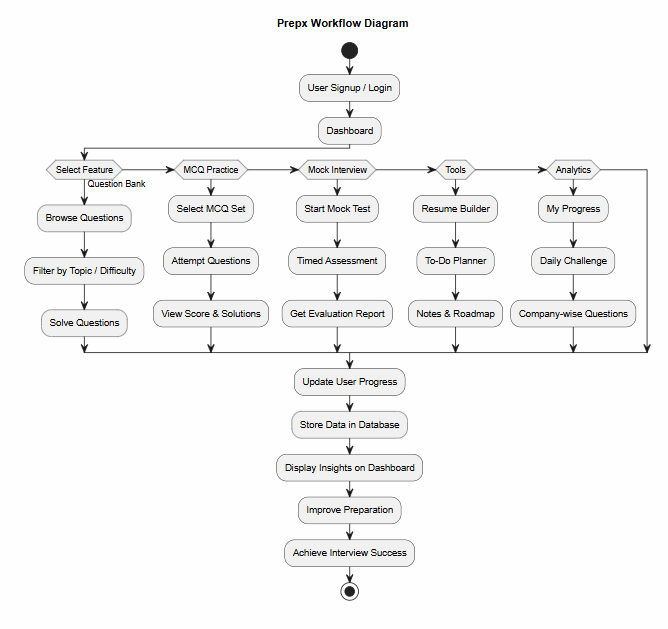 Prepx Workflow Diagram
User Signup / Login
Dashboard
Select Feature
MCQ Practice
Mock Interview
Tools
Analytics
Question Bank
Browse Questions
Select MCQ Set
Start Mock Test
Resume Builder
My Progress
Filter by Topic / Difficulty
Attempt Questions
Timed Assessment
To-Do Planner
Daily Challenge
Solve Questions
View Score & Solutions
Get Evaluation Report
Notes & Roadmap
Company-wise Questions
Update User Progress
Store Data in Database
Display Insights on Dashboard
Improve Preparation
Achieve Interview Success